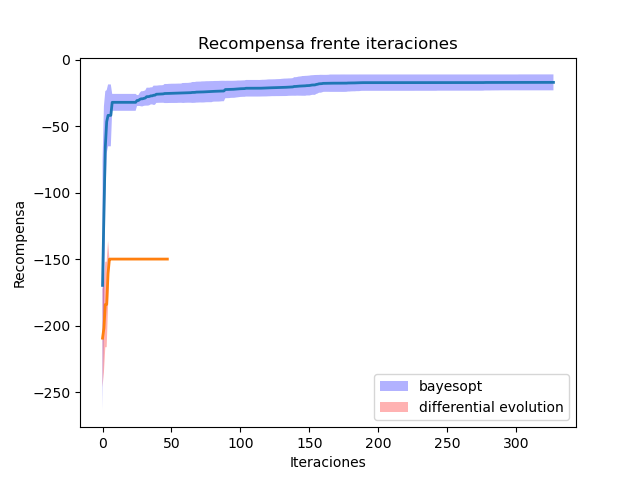 Recompensa frente iteraciones
0
−50
−100
−150
−200
−250
Recompensa
0 50 100 150 200 250 300
Iteraciones
bayesopt
differential evolution